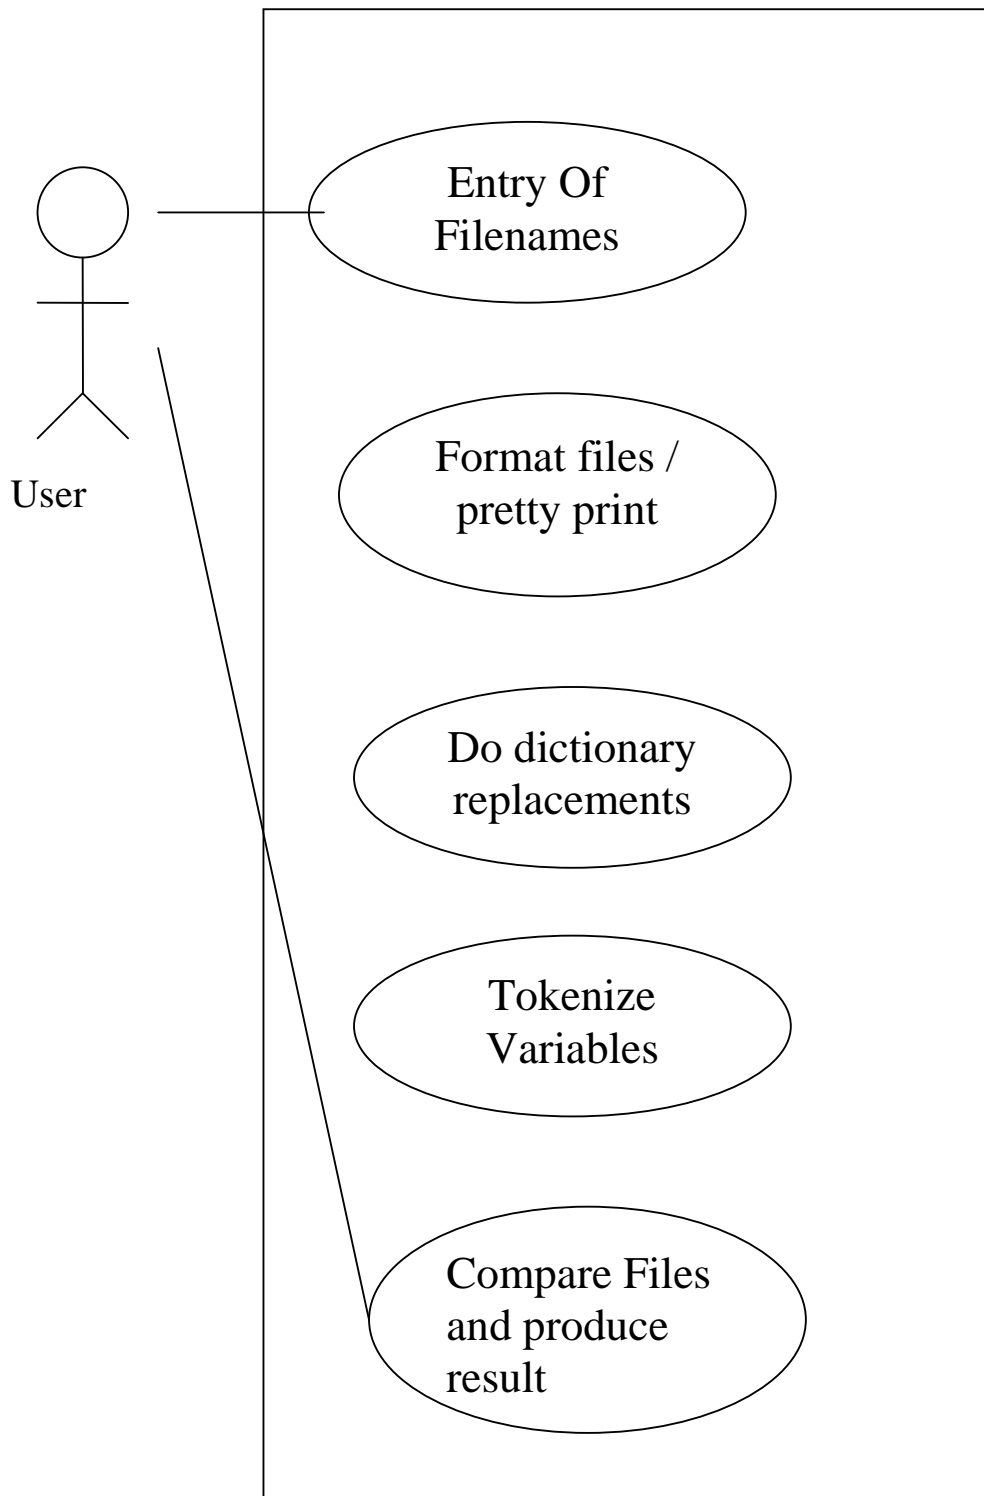 Entry Of
Filenames
Format files /
pretty print
User
Do dictionary
replacements
Tokenize
Variables
Compare Files
and produce
result